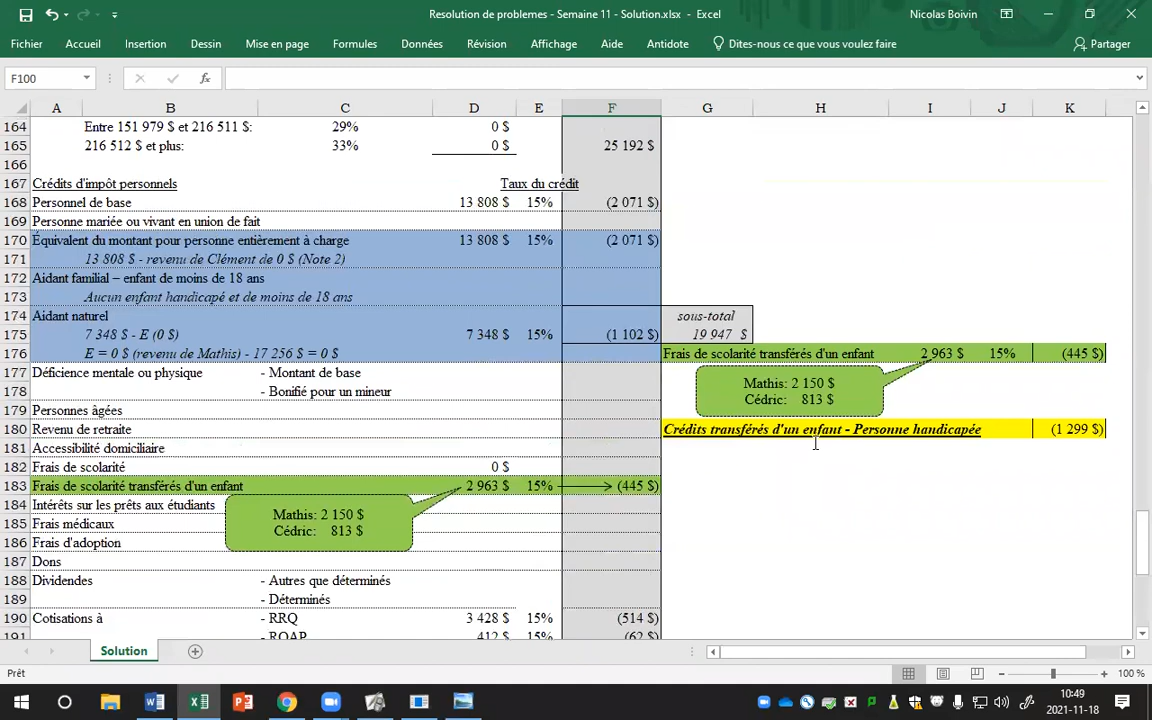 Resolution de problemes - Semaine 11 - Solution.xlsx - Excel
Nicolas Boivin
Fichier Accueil Insertion Dessin Mise en page Formules Données Révision Affichage Aide Antidote Dites-nous ce que vous voulez faire Partager
F100 fx
A B C D E F G H I J K
164 Entre 151 979 $ et 216 511 $: 29% 0 $
165 216 512 $ et plus: 33% 0 $ 25 192 $
166
167 Crédits d'impôt personnels Taux du crédit
168 Personnel de base 13 808 $ 15% (2 071 $)
169 Personne mariée ou vivant en union de fait
170 Équivalent du montant pour personne entièrement à charge 13 808 $ 15% (2 071 $)
171 13 808 $ - revenu de Clément de 0 $ (Note 2)
172 Aidant familial – enfant de moins de 18 ans
173 Aucun enfant handicapé et de moins de 18 ans
174 Aidant naturel sous-total
175 7 348 $ - E (0 $) 7 348 $ 15% (1 102 $) 19 947 $
176 E = 0 $ (revenu de Mathis) - 17 256 $ = 0 $ Frais de scolarité transférés d'un enfant 2 963 $ 15% (445 $)
177 Déficience mentale ou physique - Montant de base
Mathis: 2 150 $
178 - Bonifié pour un mineur
Cédric: 813 $
179 Personnes âgées
180 Revenu de retraite Crédits transférés d'un enfant - Personne handicapée (1 299 $)
181 Accessibilité domiciliaire
182 Frais de scolarité 0 $
183 Frais de scolarité transférés d'un enfant 2 963 $ 15% (445 $)
184 Intérêts sur les prêts aux étudiants
Mathis: 2 150 $
185 Frais médicaux
Cédric: 813 $
186 Frais d'adoption
187 Dons
188 Dividendes - Autres que déterminés
189 - Déterminés
190 Cotisations à - RRQ 3 428 $ 15% (514 $)
191 - RQAP 412 $ 15% (62 $)
Solution
Prêt 100 %
10:49
2021-11-18